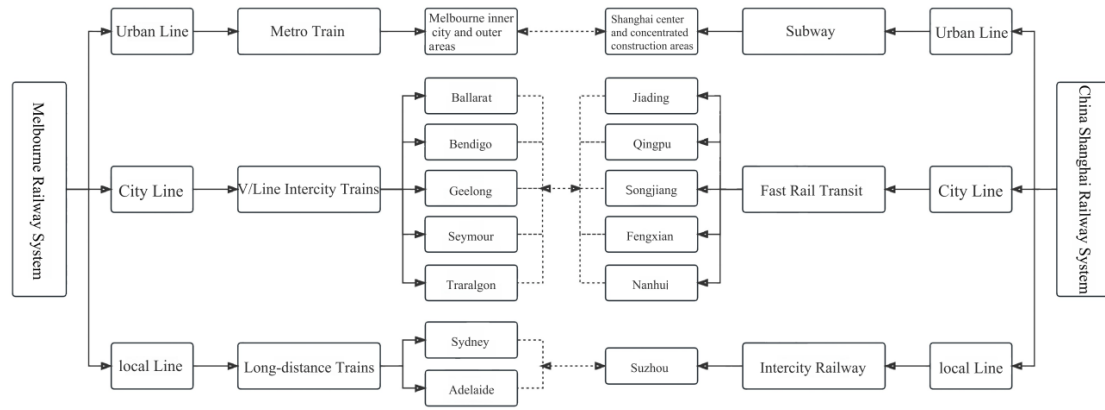 Melbourne Railway System
Urban Line
Metro Train
Melbourne inner
city and outer
areas
Shanghai center
and concentrated
construction areas
Subway
Urban Line
City Line
V/Line Intercity Trains
Ballarat
Bendigo
Geelong
Seymour
Traralgon
Jiading
Qingpu
Songjiang
Fengxian
Nanhui
Fast Rail Transit
City Line
local Line
Long-distance Trains
Sydney
Adelaide
Suzhou
Intercity Railway
local Line
China Shanghai Railway System